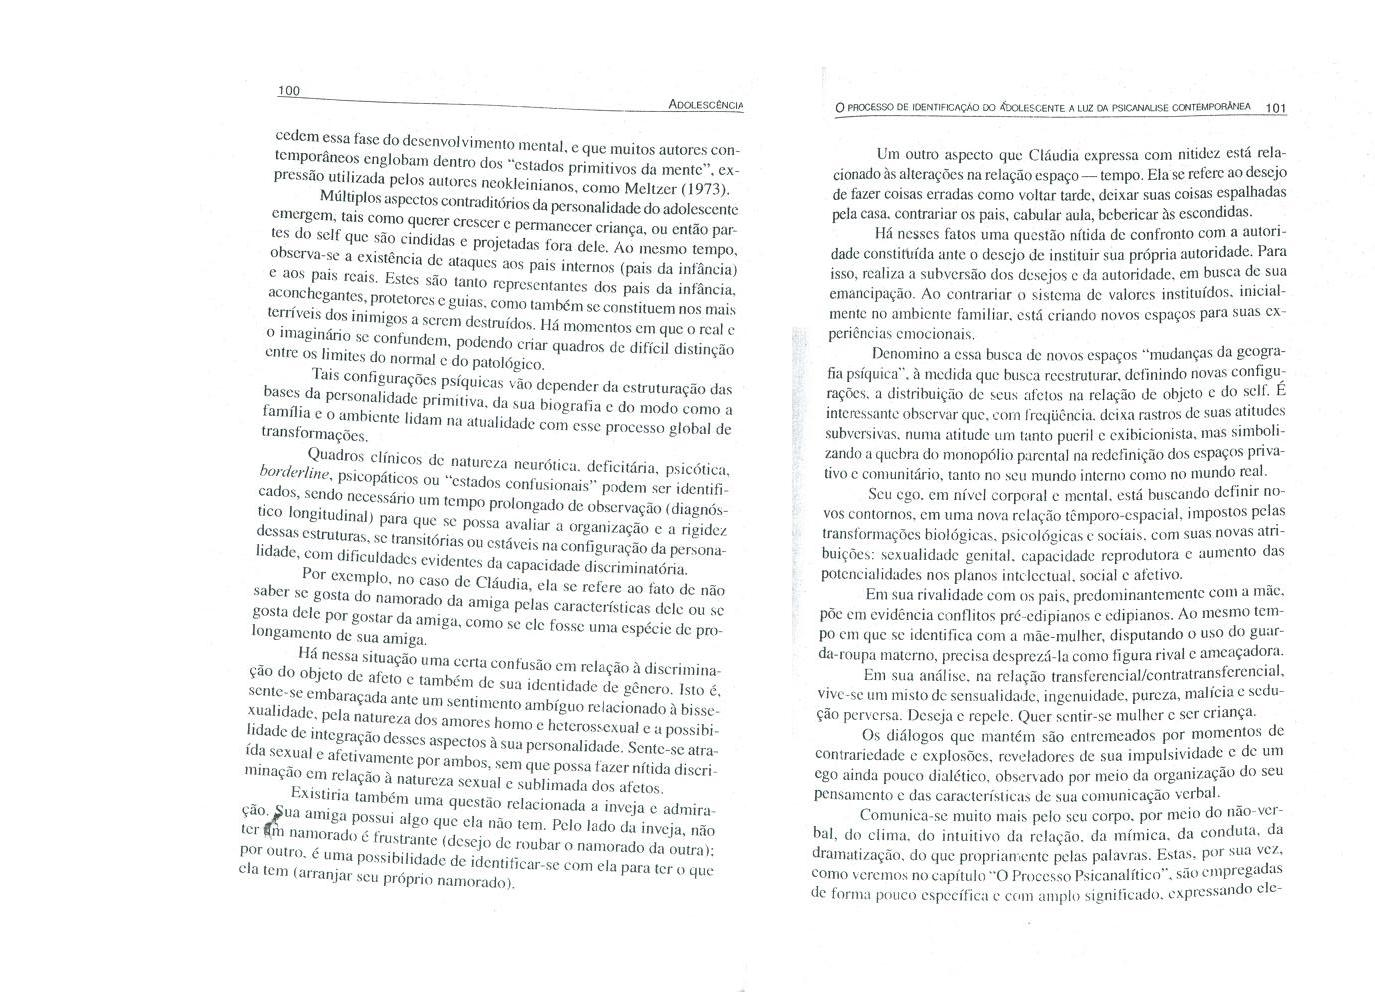 100
ADOLESCÊNCIA
cedem essa fase do desenvolvimento mental, e que muitos autores con-
temporâneos englobam dentro dos “estados primitivos da mente”, ex-
pressão utilizada pelos autores neokleinianos, como Meltzer (1973).
Múltiplos aspectos contraditórios da personalidade do adolescente
emergem, tais como querer crescer e permanecer criança, ou então par-
tes do self que são cindidas e projetadas fora dele. Ao mesmo tempo,
observa-se a existência de ataques aos pais internos (pais da infância)
e aos pais reais. Estes são tanto representantes dos pais da infância,
aconchegantes, protetores e guias, como também se constituem nos mais
terríveis dos inimigos a serem destruídos. Há momentos em que o real e
o imaginário se confundem, podendo criar quadros de difícil distinção
entre os limites do normal e do patológico.
Tais configurações psíquicas vão depender da estruturação das
bases da personalidade primitiva, da sua biografia e do modo como a
família e o ambiente lidam na atualidade com esse processo global de
transformações.
Quadros clínicos de natureza neurótica, deficitária, psicótica,
borderline, psicopáticos ou “estados confusionais” podem ser identifi-
cados, sendo necessário um tempo prolongado de observação (diagnós-
tico longitudinal) para que se possa avaliar a organização e a rigidez
dessas estruturas, se transitórias ou estáveis na configuração da persona-
lidade, com dificuldades evidentes da capacidade discriminatória.
Por exemplo, no caso de Cláudia, ela se refere ao fato de não
saber se gosta do namorado da amiga pelas características dele ou se
gosta dele por gostar da amiga, como se ele fosse uma espécie de pro-
longamento de sua amiga.
Há nessa situação uma certa confusão em relação à discrimina-
ção do objeto de afeto e também de sua identidade de gênero. Isto é,
sente-se embaraçada ante um sentimento ambíguo relacionado à bisse-
xualidade, pela natureza dos amores homo e heterossexual e a possibi-
lidade de integração desses aspectos à sua personalidade. Sente-se atra-
ída sexual e afetivamente por ambos, sem que possa fazer nítida discri-
minação em relação à natureza sexual e sublimada dos afetos.
Existiria também uma questão relacionada a inveja e admira-
ção. Sua amiga possui algo que ela não tem. Pelo lado da inveja, não
ter um namorado é frustrante (desejo de roubar o namorado da outra);
por outro, é uma possibilidade de identificar-se com ela para ter o que
ela tem (arranjar seu próprio namorado).
O PROCESSO DE IDENTIFICAÇÃO DO ADOLESCENTE A LUZ DA PSICANALISE CONTEMPORÂNEA 101
Um outro aspecto que Cláudia expressa com nitidez está rela-
cionado às alterações na relação espaço — tempo. Ela se refere ao desejo
de fazer coisas erradas como voltar tarde, deixar suas coisas espalhadas
pela casa, contrariar os pais, cabular aula, bebericar às escondidas.
Há nesses fatos uma questão nítida de confronto com a autori-
dade constituída ante o desejo de instituir sua própria autoridade. Para
isso, realiza a subversão dos desejos e da autoridade, em busca de sua
emancipação. Ao contrariar o sistema de valores instituídos, inicial-
mente no ambiente familiar, está criando novos espaços para suas ex-
periências emocionais.
Denomino a essa busca de novos espaços “mudanças da geogra-
fia psíquica”, à medida que busca reestruturar, definindo novas configu-
rações, a distribuição de seus afetos na relação de objeto e do self. É
interessante observar que, com freqüência, deixa rastros de suas atitudes
subversivas, numa atitude um tanto pueril e exibicionista, mas simboli-
zando a quebra do monopólio parental na redefinição dos espaços priva-
tivo e comunitário, tanto no seu mundo interno como no mundo real.
Seu ego, em nível corporal e mental, está buscando definir no-
vos contornos, em uma nova relação têmporo-espacial, impostos pelas
transformações biológicas, psicológicas e sociais, com suas novas atri-
buições: sexualidade genital, capacidade reprodutora e aumento das
potencialidades nos planos intelectual, social e afetivo.
Em sua rivalidade com os pais, predominantemente com a mãe,
põe em evidência conflitos pré-edipianos e edipianos. Ao mesmo tem-
po em que se identifica com a mãe-mulher, disputando o uso do guar-
da-roupa materno, precisa desprezá-la como figura rival e ameaçadora.
Em sua análise, na relação transferencial/contratransferencial,
vive-se um misto de sensualidade, ingenuidade, pureza, malícia e sedu-
ção perversa. Deseja e repele. Quer sentir-se mulher e ser criança.
Os diálogos que mantém são entremeados por momentos de
contrariedade e explosões, reveladores de sua impulsividade e de um
ego ainda pouco dialético, observado por meio da organização do seu
pensamento e das características de sua comunicação verbal.
Comunica-se muito mais pelo seu corpo, por meio do não-ver-
bal, do clima, do intuitivo da relação, da mímica, da conduta, da
dramatização, do que propriamente pelas palavras. Estas, por sua vez,
como veremos no capítulo “O Processo Psicanalítico”, são empregadas
de forma pouco específica e com amplo significado, expressando ele-